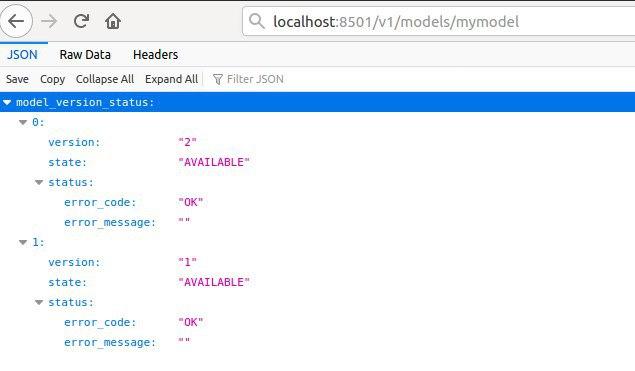 localhost:8501/v1/models/mymodel
JSON Raw Data Headers
Save Copy Collapse All Expand All Filter JSON
model_version_status:
0:
version: "2"
state: "AVAILABLE"
status:
error_code: "OK"
error_message: ""
1:
version: "1"
state: "AVAILABLE"
status:
error_code: "OK"
error_message: ""